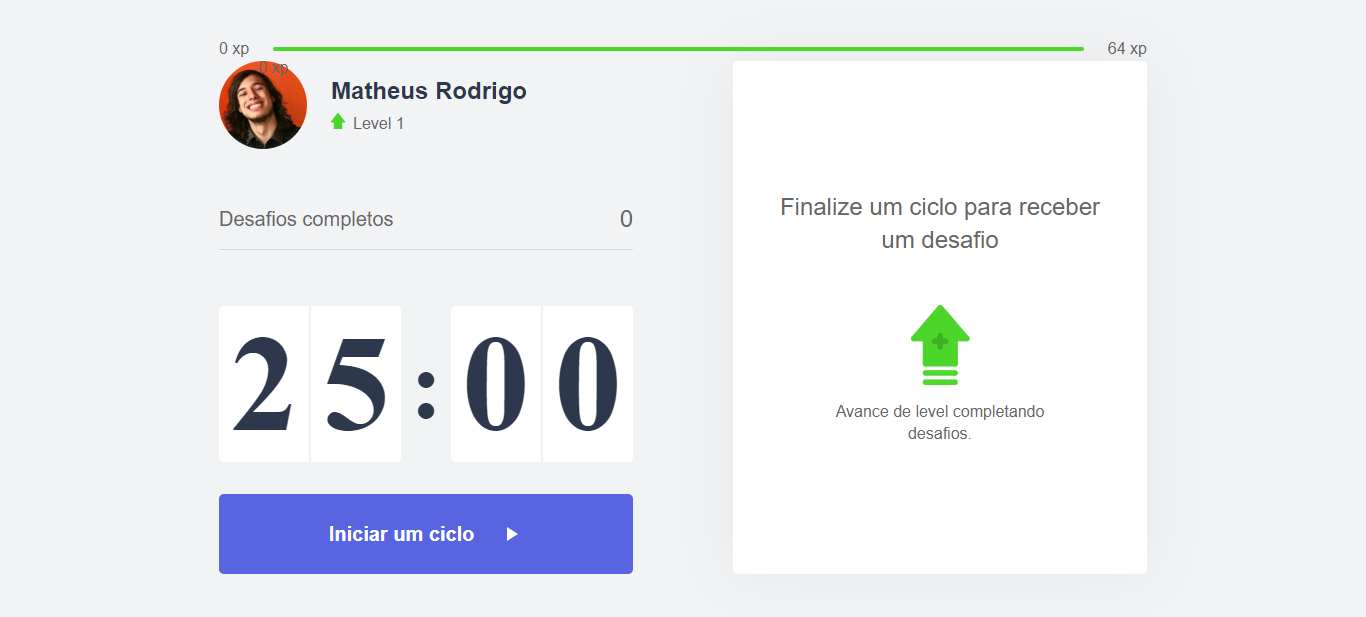 0 xp 64 xp
0 xp
Matheus Rodrigo
Level 1
Desafios completos 0
25:00
Iniciar um ciclo
Finalize um ciclo para receber
um desafio
Avance de level completando
desafios.